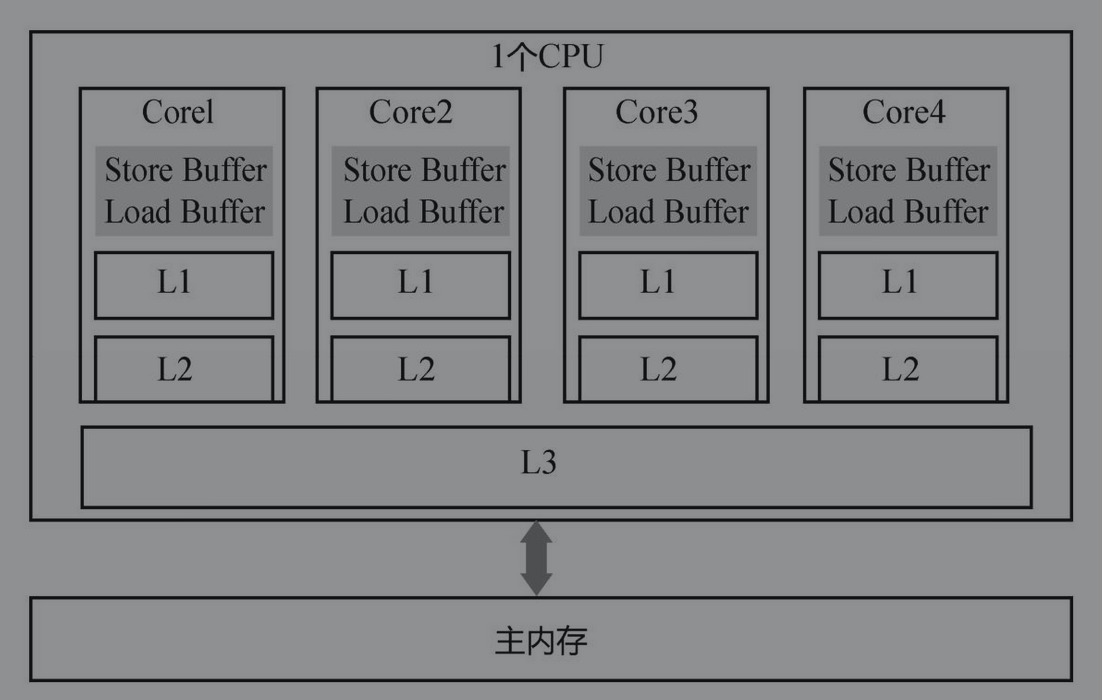 1个CPU
Core1
Store Buffer
Load Buffer
L1
L2
Core2
Store Buffer
Load Buffer
L1
L2
Core3
Store Buffer
Load Buffer
L1
L2
Core4
Store Buffer
Load Buffer
L1
L2
L3
主内存